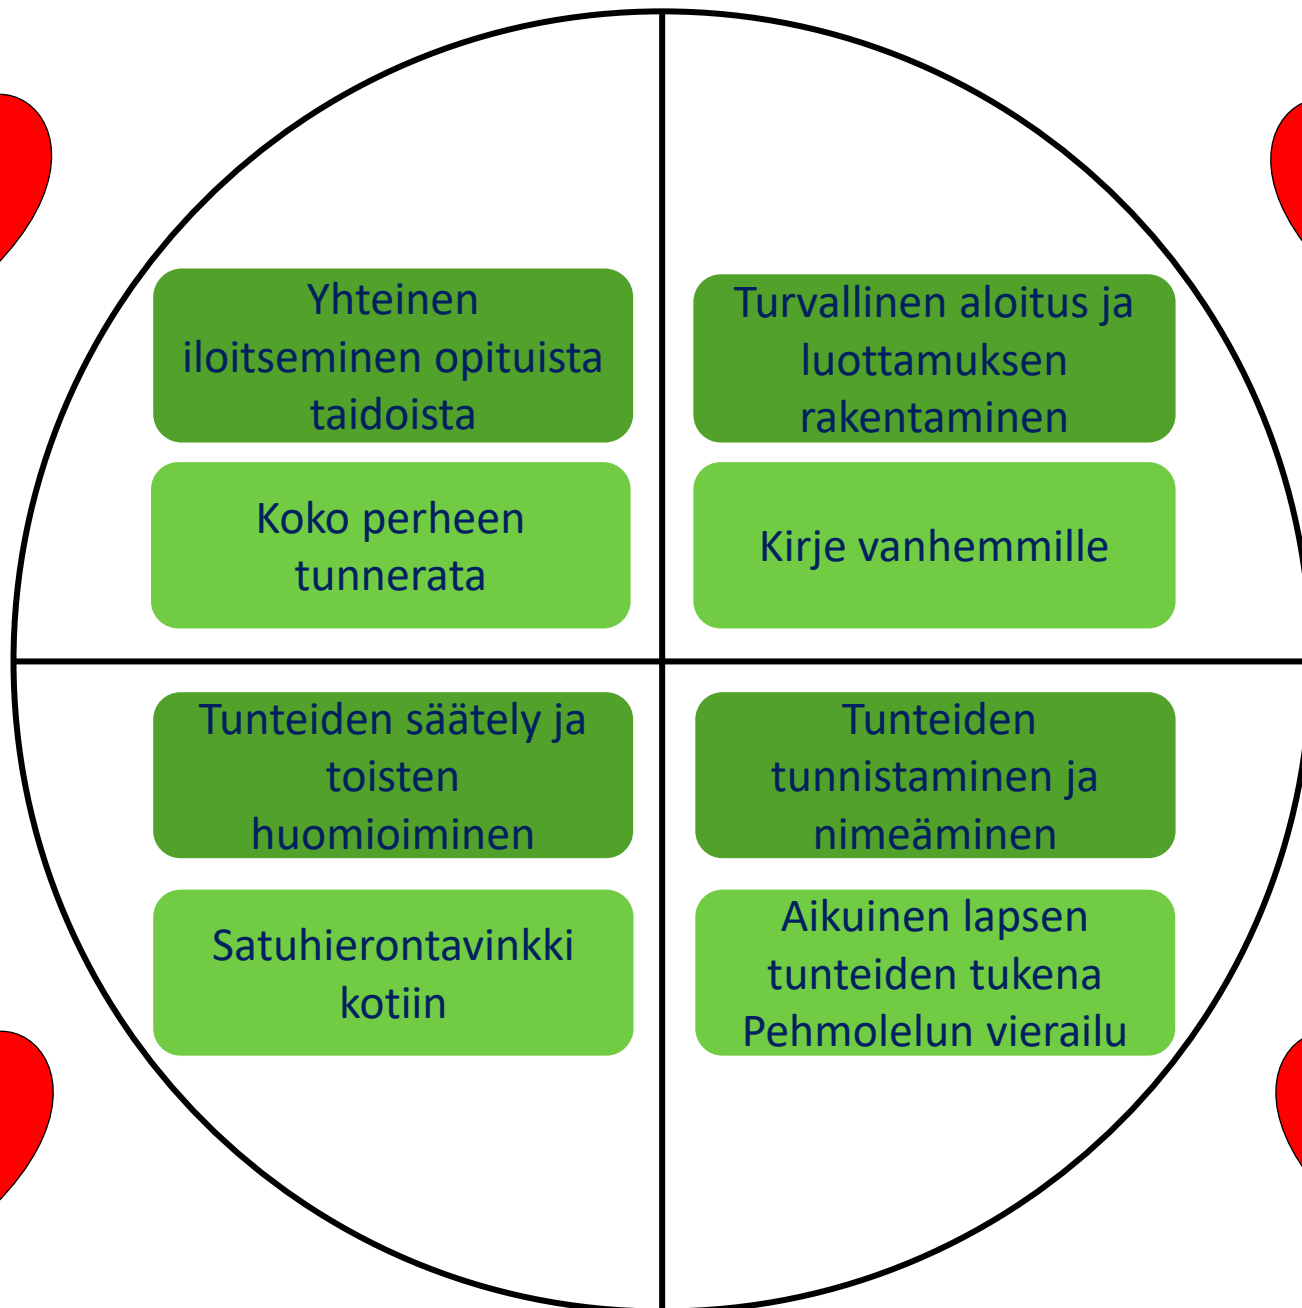 Yhteinen
iloitseminen opituista
taidoista
Koko perheen
tunnerata
Turvallinen aloitus ja
luottamuksen
rakentaminen
Kirje vanhemmille
Tunteiden säätely ja
toisten
huomioiminen
Satuhierontavinkki
kotiin
Tunteiden
tunnistaminen ja
nimeäminen
Aikuinen lapsen
tunteiden tukena
Pehmolelun vierailu